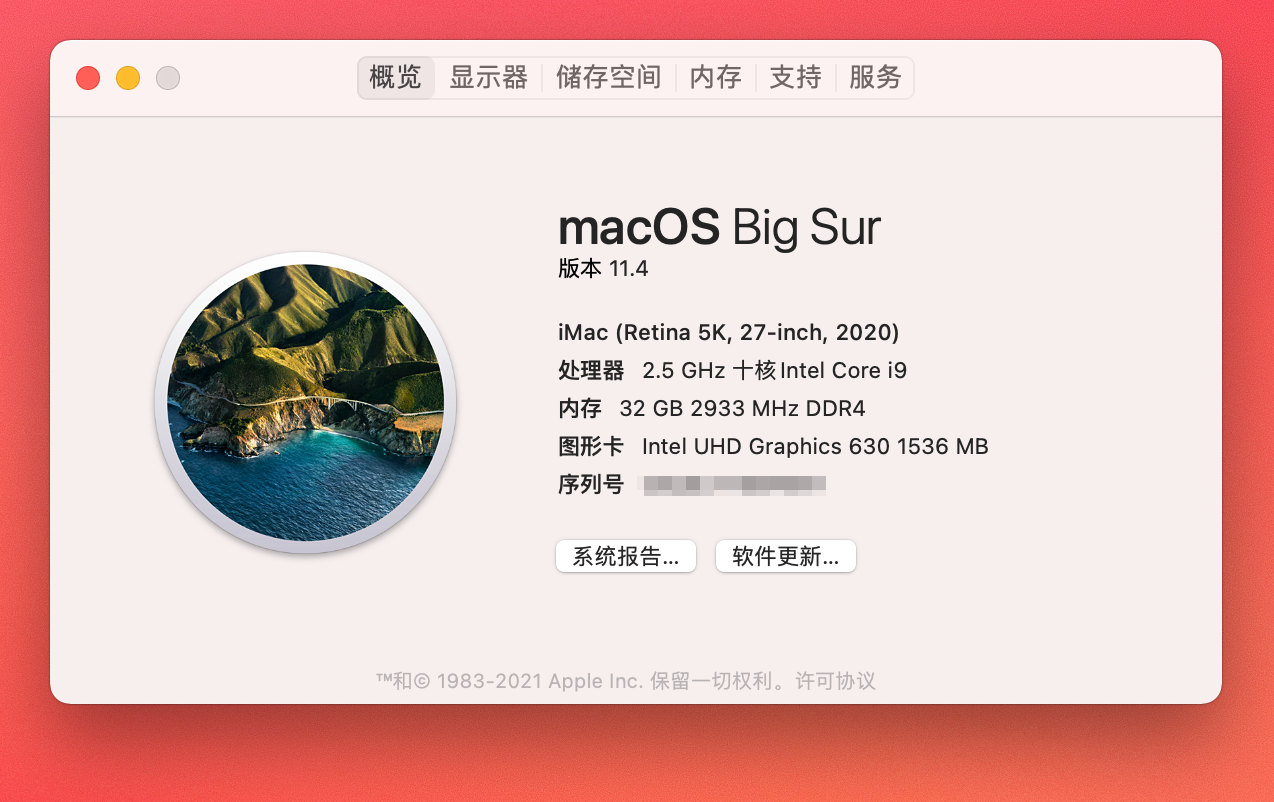 概览 显示器 储存空间 内存 支持 服务
macOS Big Sur
版本 11.4
iMac (Retina 5K, 27-inch, 2020)
处理器 2.5 GHz 十核Intel Core i9
内存 32 GB 2933 MHz DDR4
图形卡 Intel UHD Graphics 630 1536 MB
序列号
系统报告... 软件更新...
™和© 1983-2021 Apple Inc. 保留一切权利。许可协议